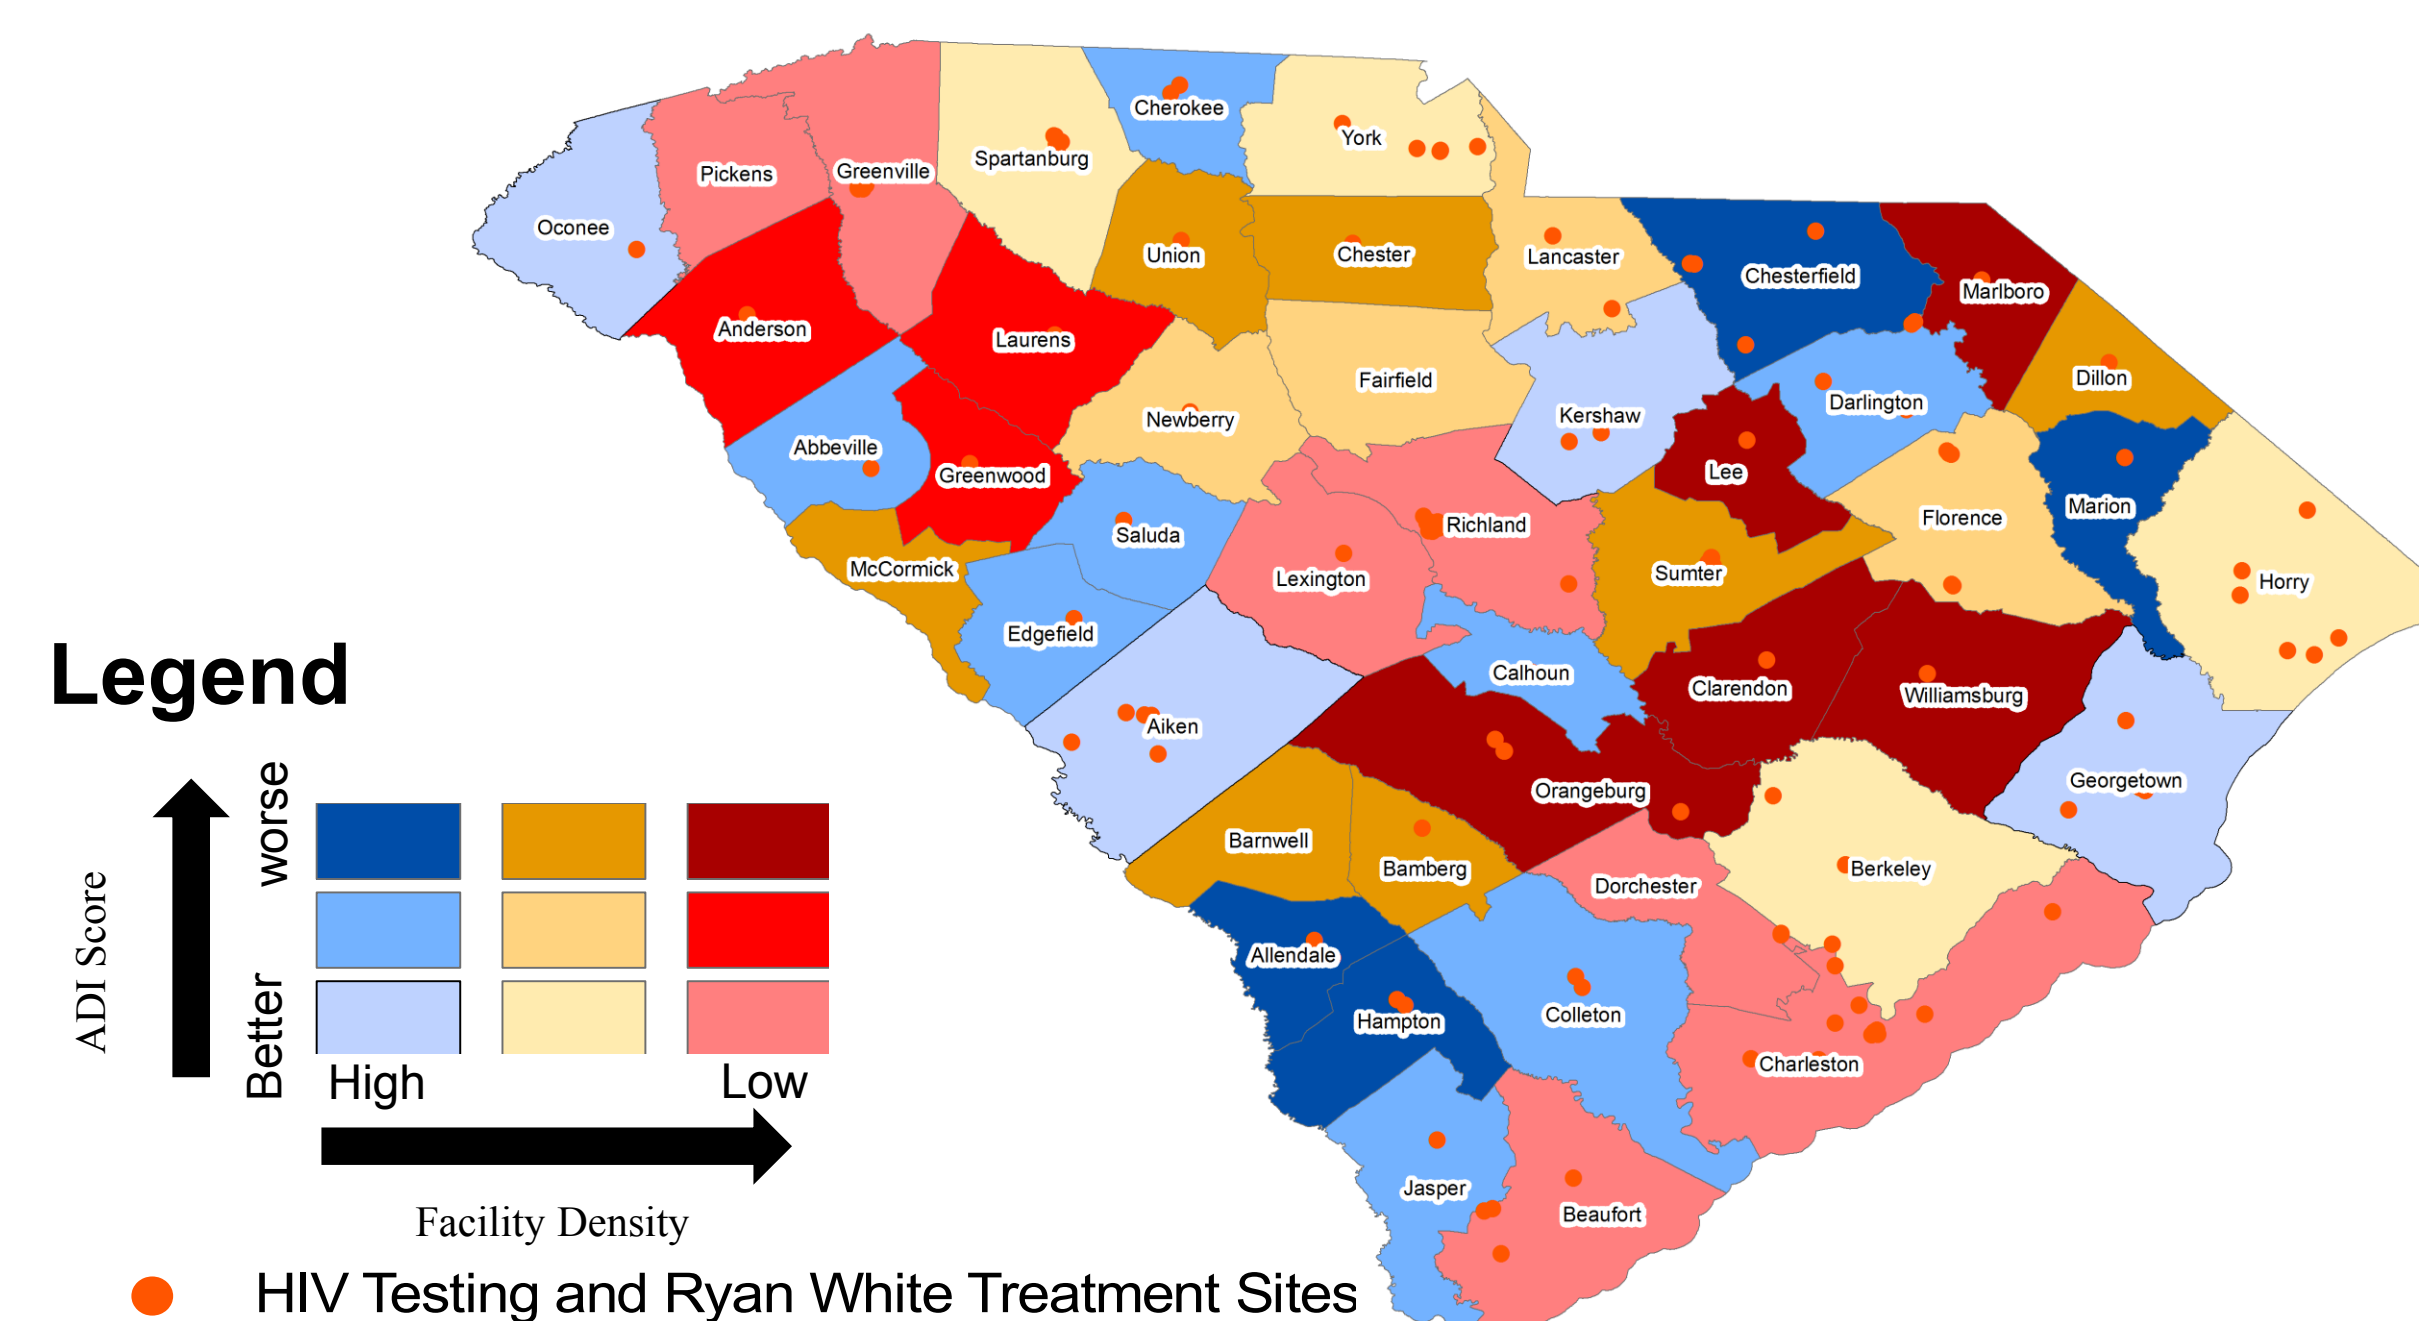 Cherokee
York
Spartanburg
Greenville
Pickens
Oconee
Union
Chester
Lancaster
Chesterfield
Marlboro
Anderson
Laurens
Dillon
Fairfield
Darlington
Kershaw
Newberry
Abbeville
Greenwood
Lee
Marion
Florence
Richland
Saluda
McCormick
Lexington
Sumter
Horry
Edgefield
Calhoun
Clarendon
Williamsburg
Aiken
Georgetown
Orangeburg
Barnwell
Bamberg
Berkeley
Dorchester
Allendale
Colleton
Hampton
Charleston
Jasper
Beaufort
Legend
worse
ADI Score
Better
High
Low
Facility Density
HIV Testing and Ryan White Treatment Sites